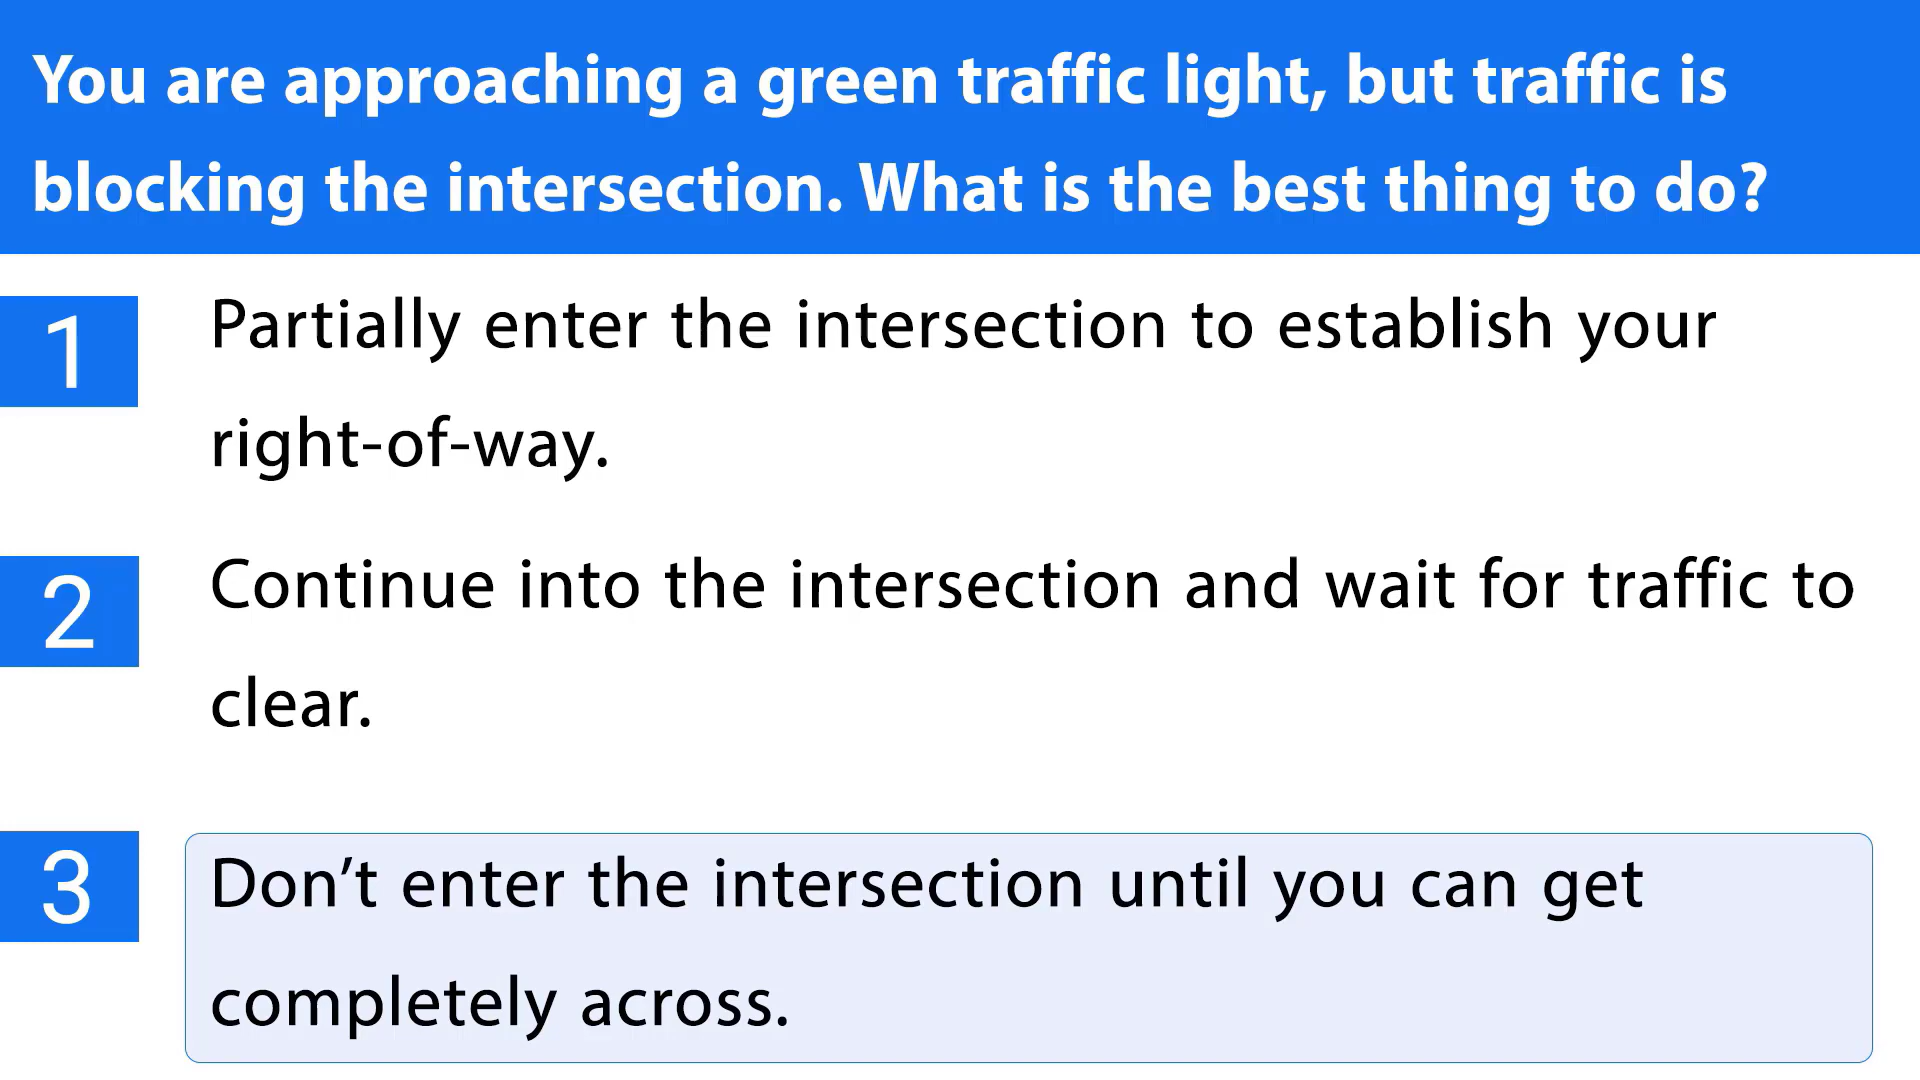 You are approaching a green traffic light, but traffic is
blocking the intersection. What is the best thing to do?
1
Partially enter the intersection to establish your
right-of-way.
2
Continue into the intersection and wait for traffic to
clear.
3
Don’t enter the intersection until you can get
completely across.